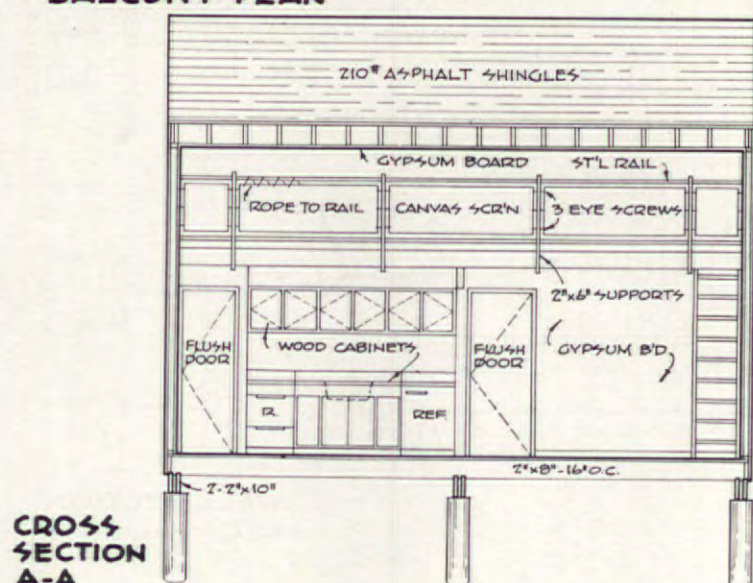 BALCONY PLAN
210# ASPHALT SHINGLES
GYPSUM BOARD
ST'L RAIL
ROPE TO RAIL
CANVAS SCR'N
3 EYE SCREWS
2"x6" SUPPORTS
FLUSH
DOOR
WOOD CABINETS
FLUSH
DOOR
GYPSUM B'D
R.
REF.
2"x8"-16"O.C.
2-2"x10"
CROSS
SECTION
A-A